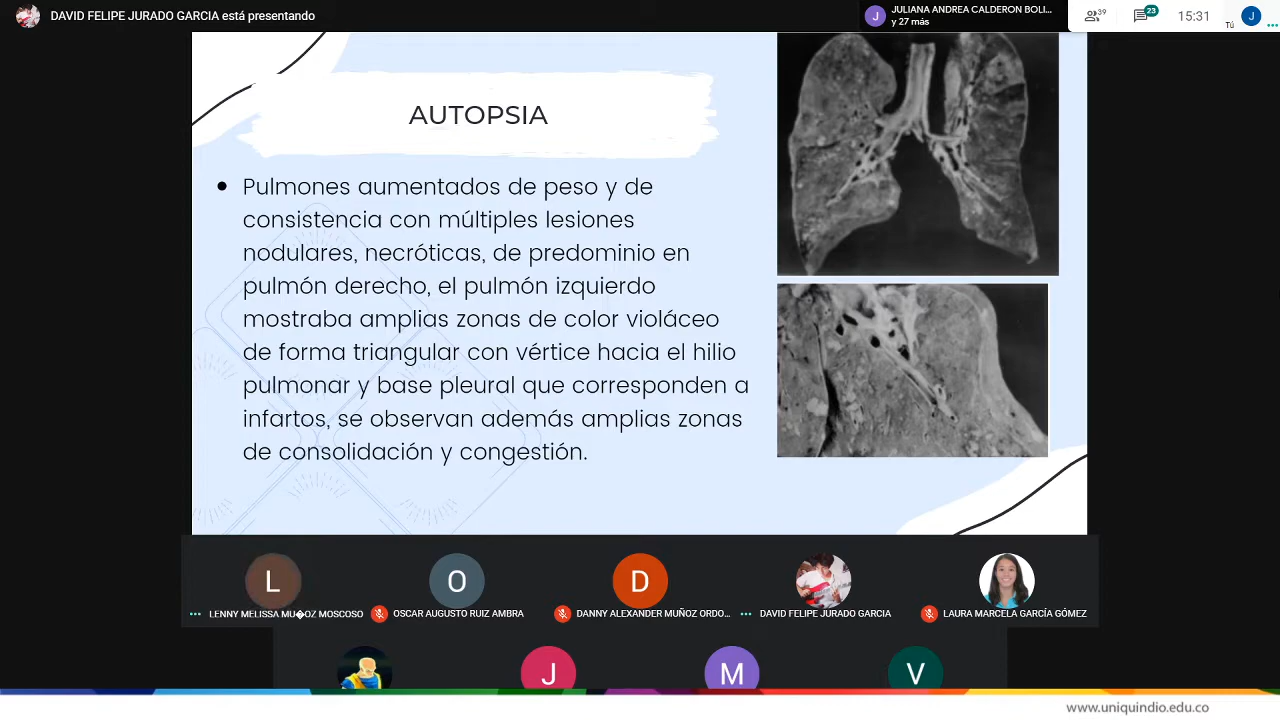 DAVID FELIPE JURADO GARCIA está presentando
JULIANA ANDREA CALDERON BOLI...
y 27 más
39
23
15:31
Tú
J
J
AUTOPSIA
Pulmones aumentados de peso y de
consistencia con múltiples lesiones
nodulares, necróticas, de predominio en
pulmón derecho, el pulmón izquierdo
mostraba amplias zonas de color violáceo
de forma triangular con vértice hacia el hilio
pulmonar y base pleural que corresponden a
infartos, se observan además amplias zonas
de consolidación y congestión.
L
O
D
LENNY MELISSA MU�OZ MOSCOSO
OSCAR AUGUSTO RUIZ AMBRA
DANNY ALEXANDER MUÑOZ ORDO...
DAVID FELIPE JURADO GARCIA
LAURA MARCELA GARCÍA GÓMEZ
J
M
V
www.uniquindio.edu.co